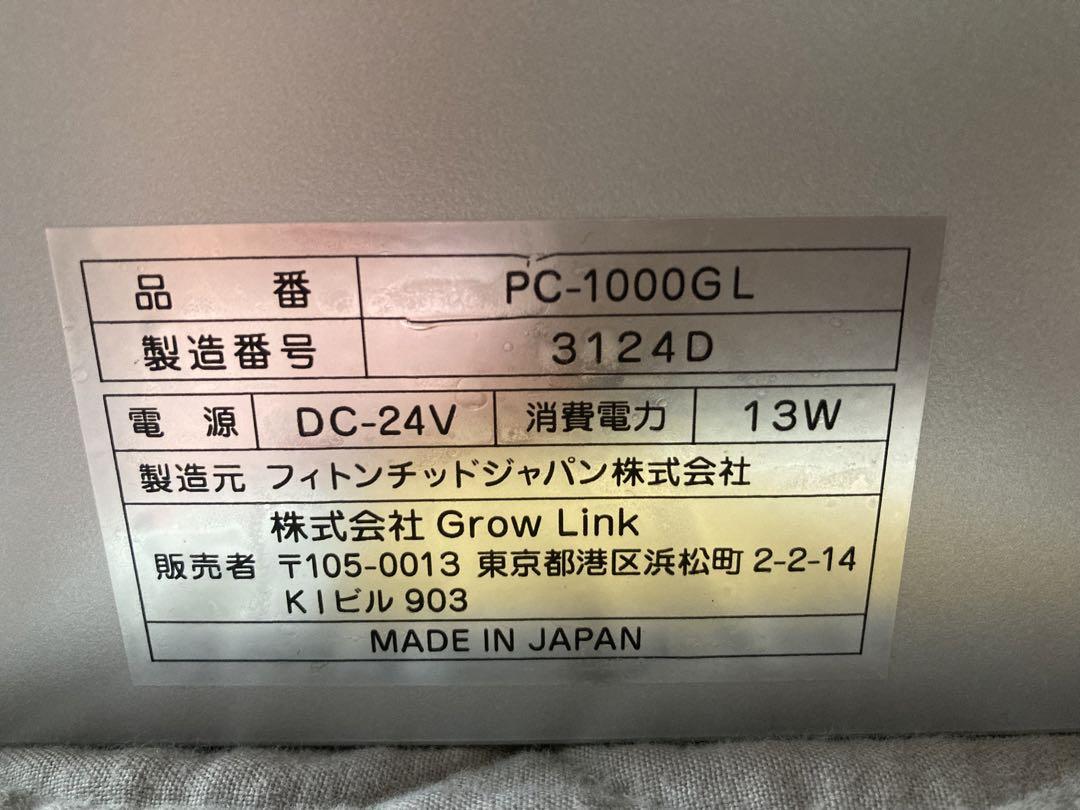 品番 PC-1000GL
製造番号 3124D
電源 DC-24V 消費電力 13W
製造元 フィトンチッドジャパン株式会社
株式会社 Grow Link
販売者 〒105-0013 東京都港区浜松町 2-2-14
KIビル 903
MADE IN JAPAN